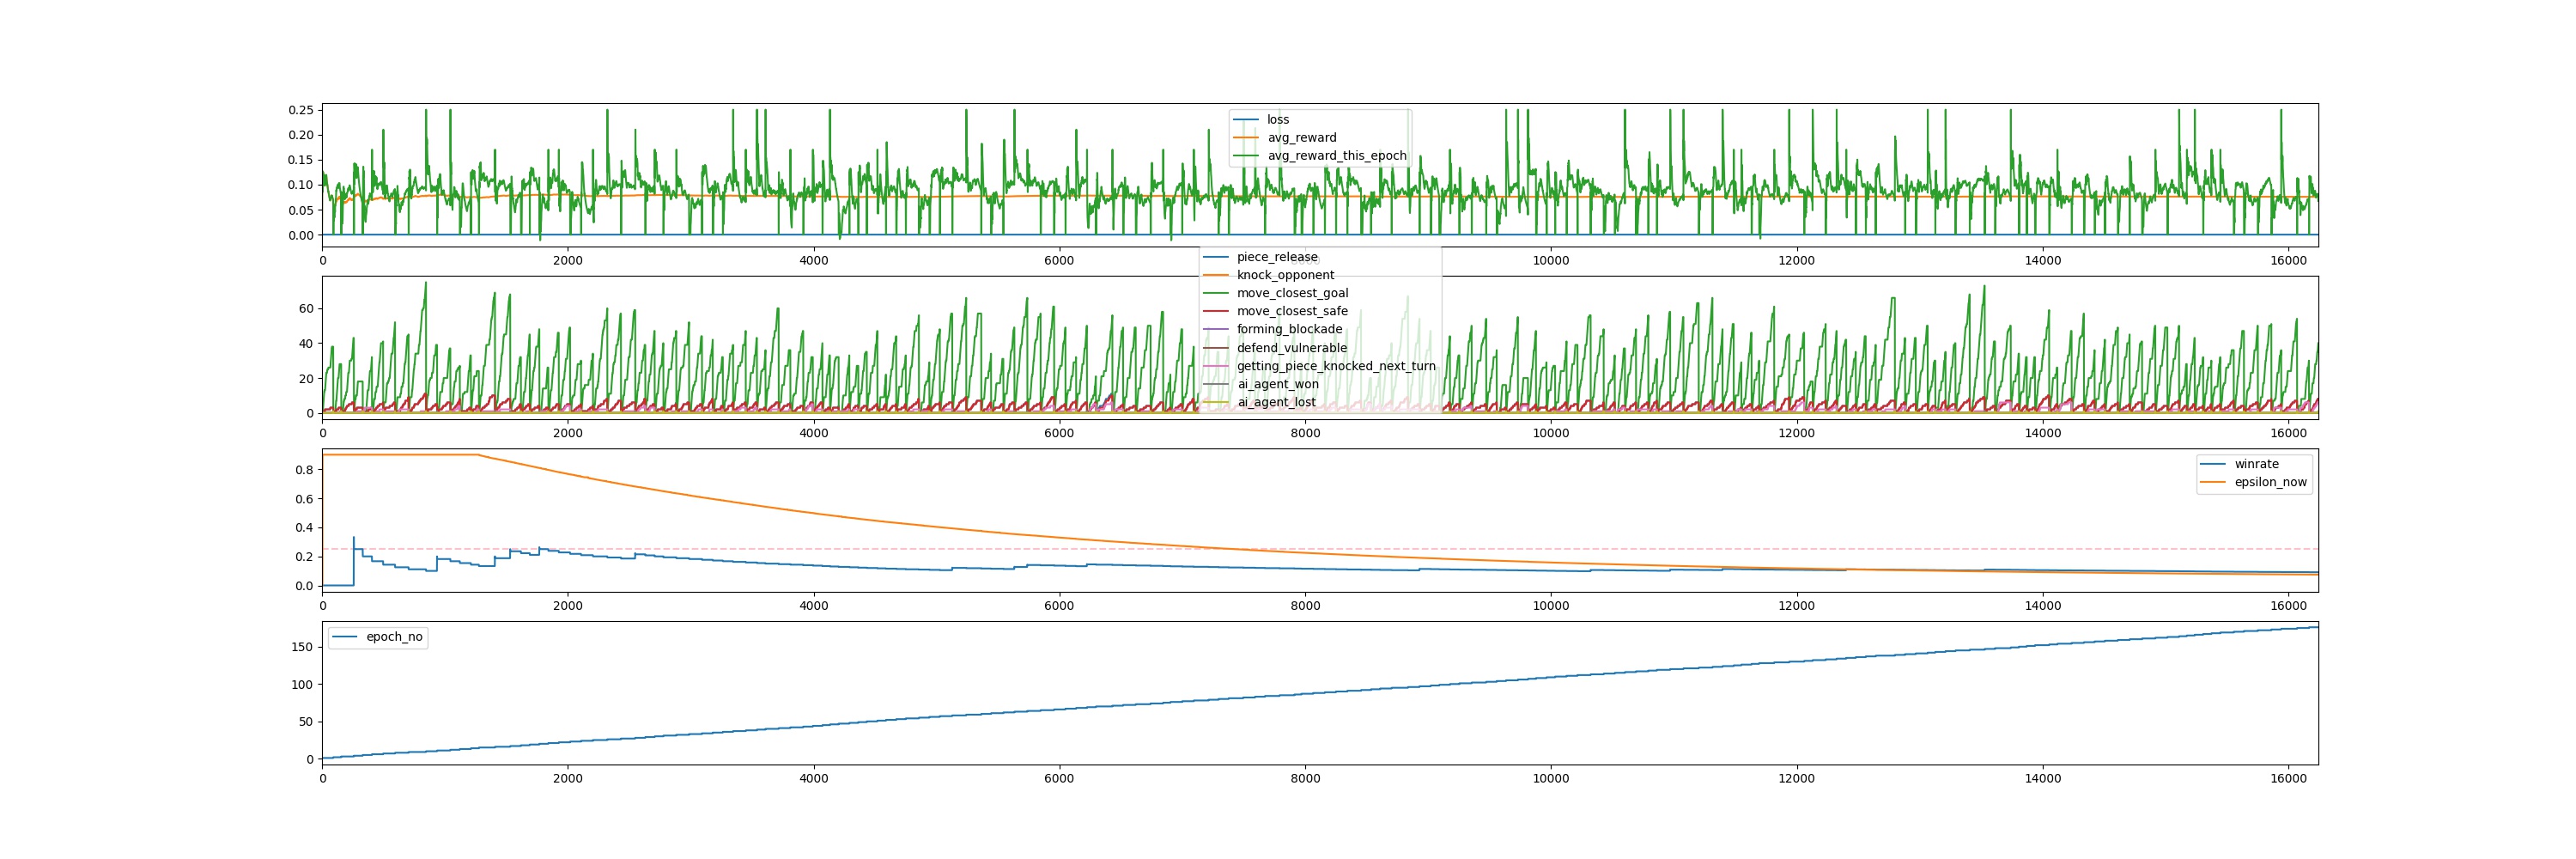 0.25
0.20
0.15
0.10
0.05
0.00
loss
avg_reward
avg_reward_this_epoch
0 2000 4000 6000 8000 10000 12000 14000 16000
60
40
20
0
piece_release
knock_opponent
move_closest_goal
move_closest_safe
forming_blockade
defend_vulnerable
getting_piece_knocked_next_turn
ai_agent_won
ai_agent_lost
0 2000 4000 6000 8000 10000 12000 14000 16000
0.8
0.6
0.4
0.2
0.0
winrate
epsilon_now
0 2000 4000 6000 8000 10000 12000 14000 16000
150
100
50
0
epoch_no
0 2000 4000 6000 8000 10000 12000 14000 16000